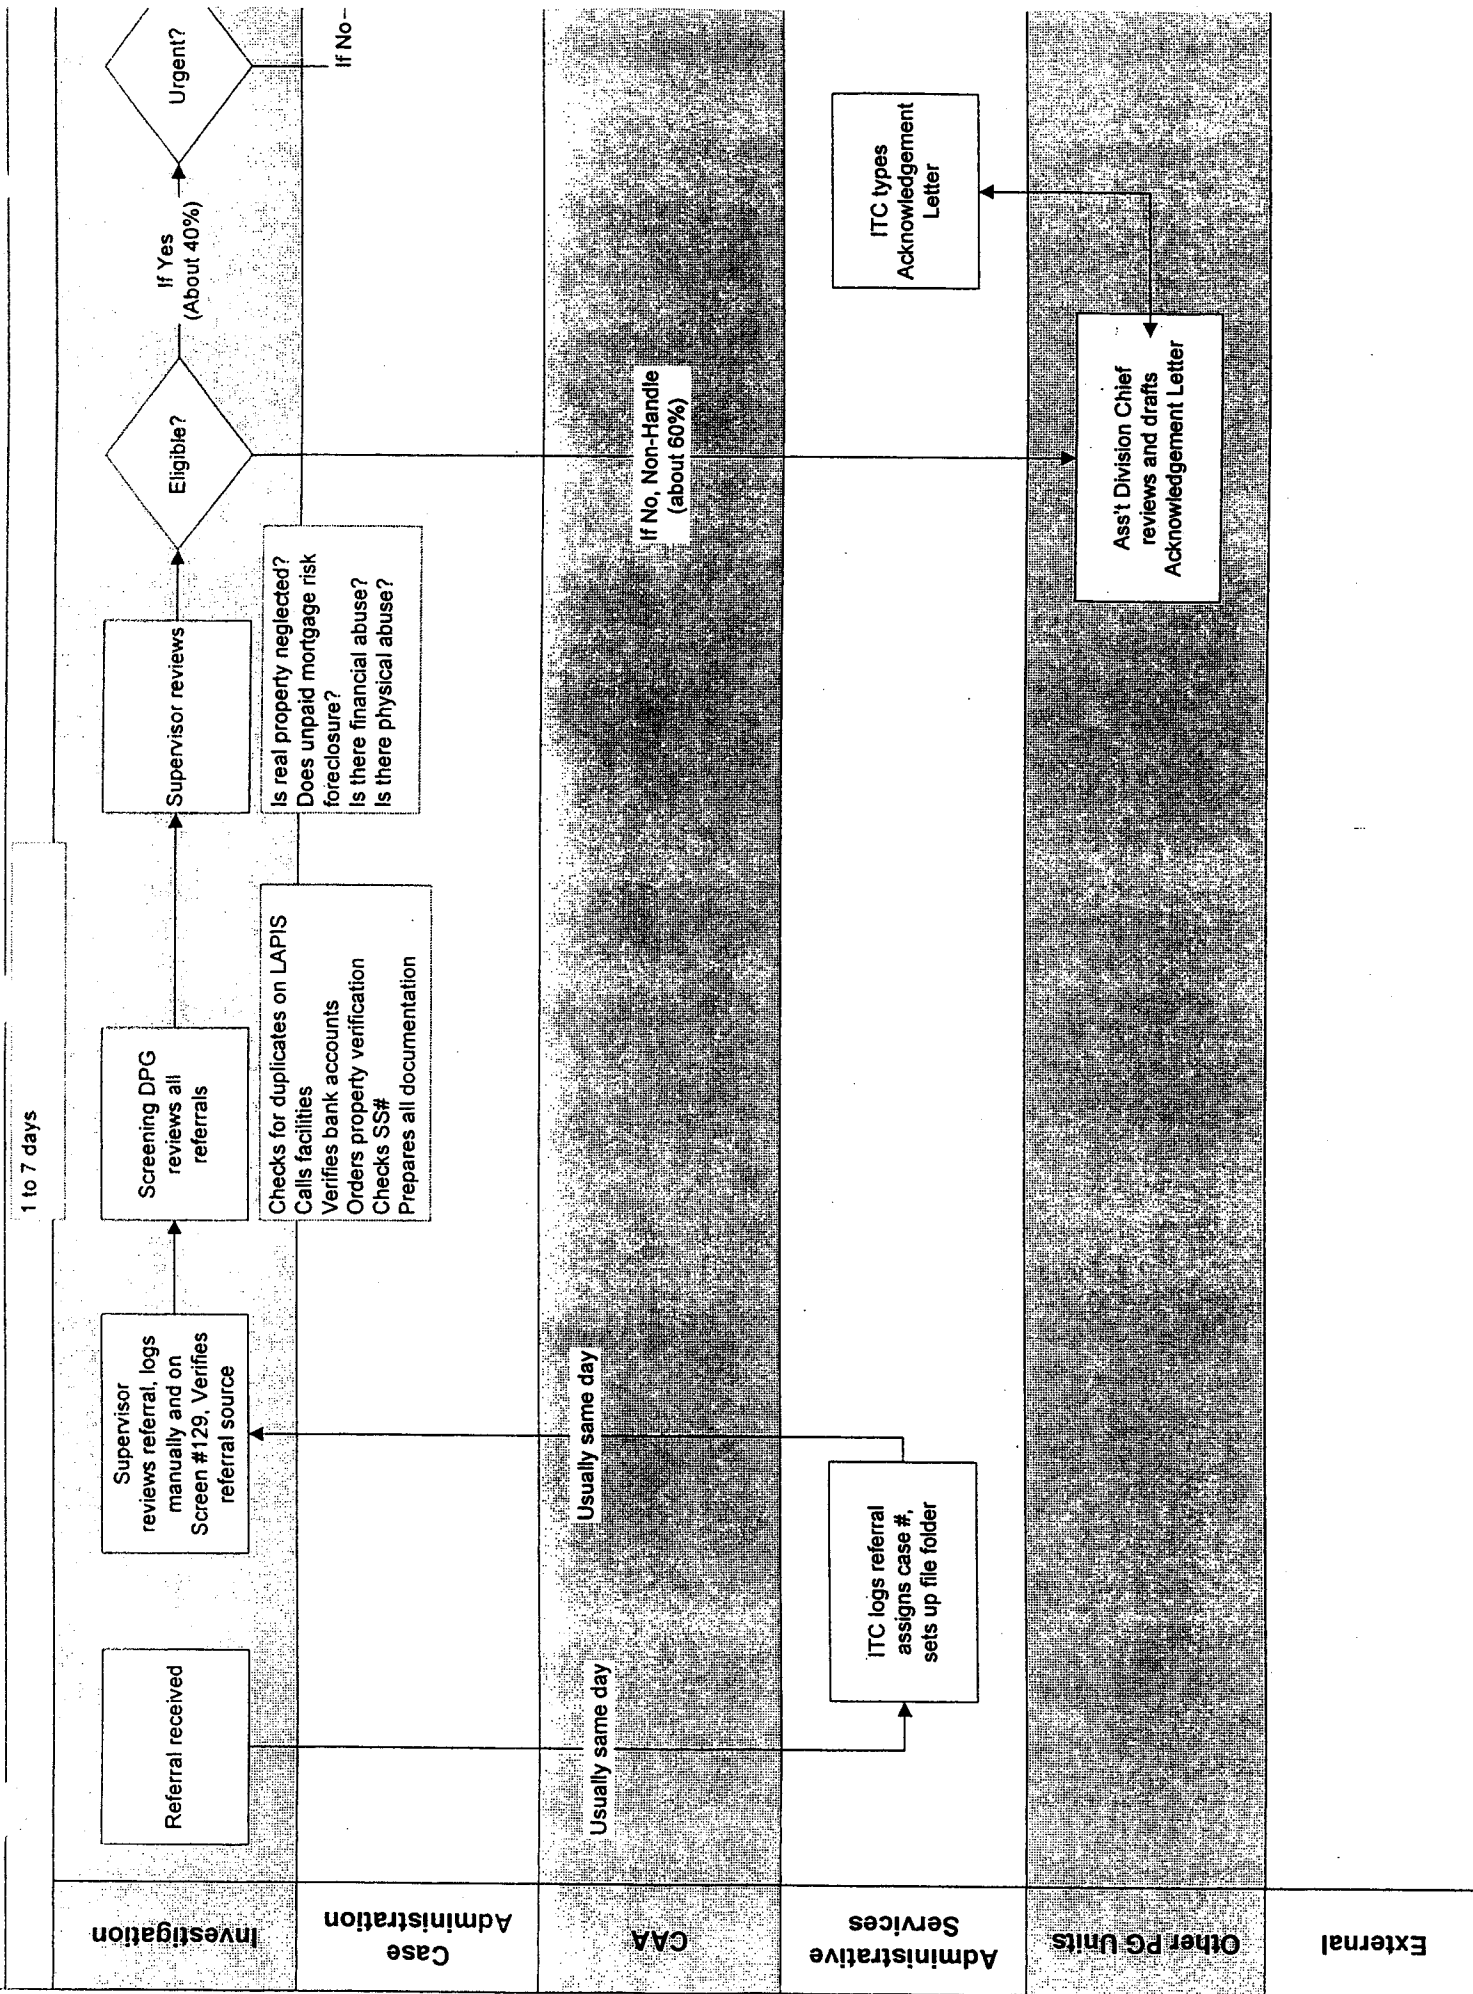 1 to 7 days
Investigation
Referral received
Supervisor
reviews referral, logs
manually and on
Screen #129, Verifies
referral source
Screening DPG
reviews all
referrals
Supervisor reviews
Eligible?
If Yes
(About 40%)
Urgent?
If No
Case
Administration
Checks for duplicates on LAPIS
Calls facilities
Verifies bank accounts
Orders property verification
Checks SS#
Prepares all documentation
Is real property neglected?
Does unpaid mortgage risk
foreclosure?
Is there financial abuse?
Is there physical abuse?
CAA
Usually same day
Usually same day
If No, Non-Handle
(about 60%)
Administrative
Services
ITC logs referral
assigns case #,
sets up file folder
ITC types
Acknowledgement
Letter
Other PG Units
Ass't Division Chief
reviews and drafts
Acknowledgement Letter
External